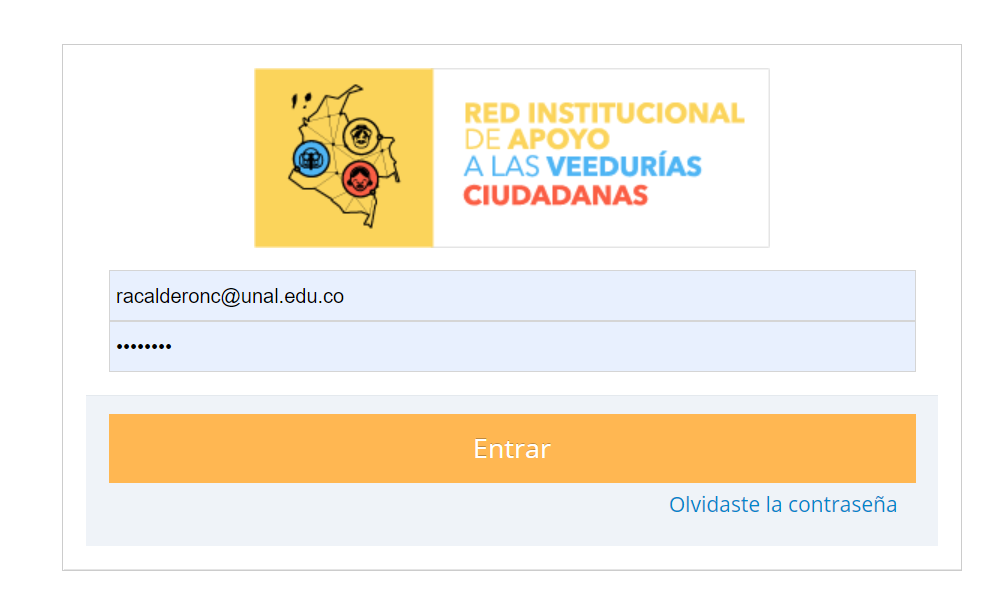 RED INSTITUCIONAL
DE APOYO
A LAS VEEDURÍAS
CIUDADANAS
racalderonc@unal.edu.co
••••••••
Entrar
Olvidaste la contraseña